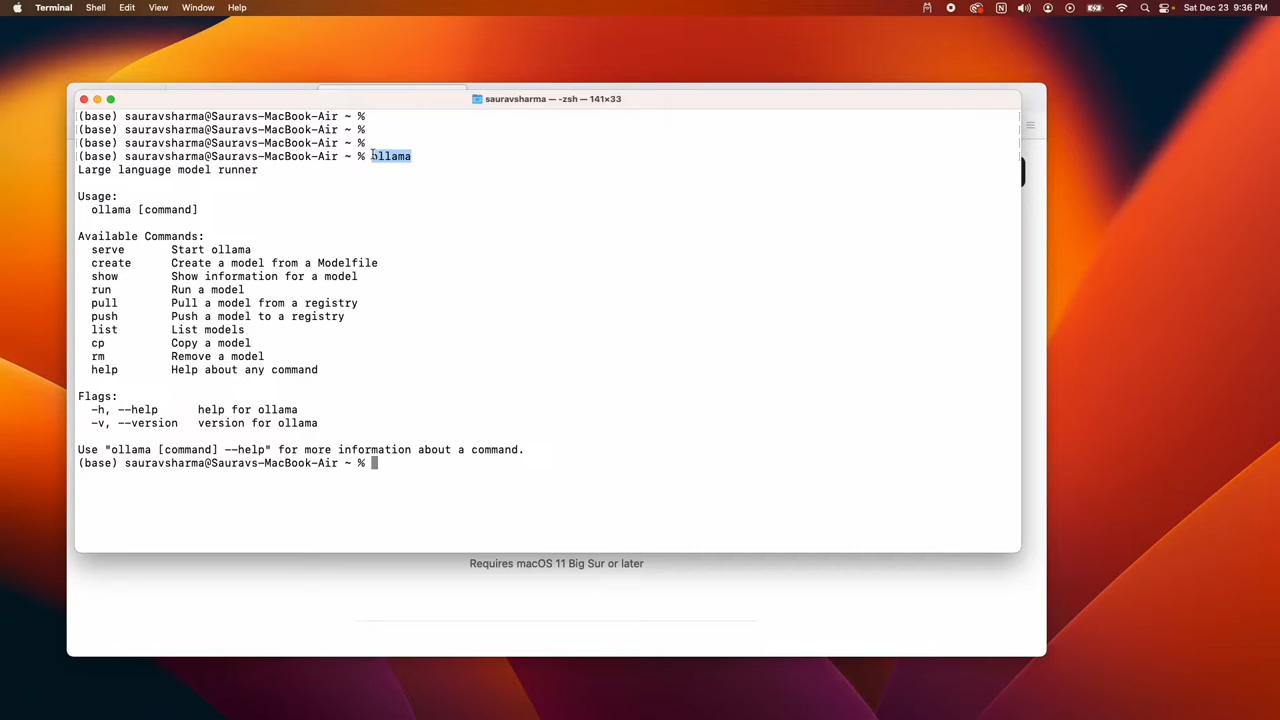 Terminal Shell Edit View Window Help Sat Dec 23 9:36 PM
sauravsharma — -zsh — 141×33
(base) sauravsharma@Sauravs-MacBook-Air ~ %
(base) sauravsharma@Sauravs-MacBook-Air ~ %
(base) sauravsharma@Sauravs-MacBook-Air ~ %
(base) sauravsharma@Sauravs-MacBook-Air ~ % ollama
Large language model runner
Usage:
ollama [command]
Available Commands:
serve Start ollama
create Create a model from a Modelfile
show Show information for a model
run Run a model
pull Pull a model from a registry
push Push a model to a registry
list List models
cp Copy a model
rm Remove a model
help Help about any command
Flags:
-h, --help help for ollama
-v, --version version for ollama
Use "ollama [command] --help" for more information about a command.
(base) sauravsharma@Sauravs-MacBook-Air ~ %
Requires macOS 11 Big Sur or later